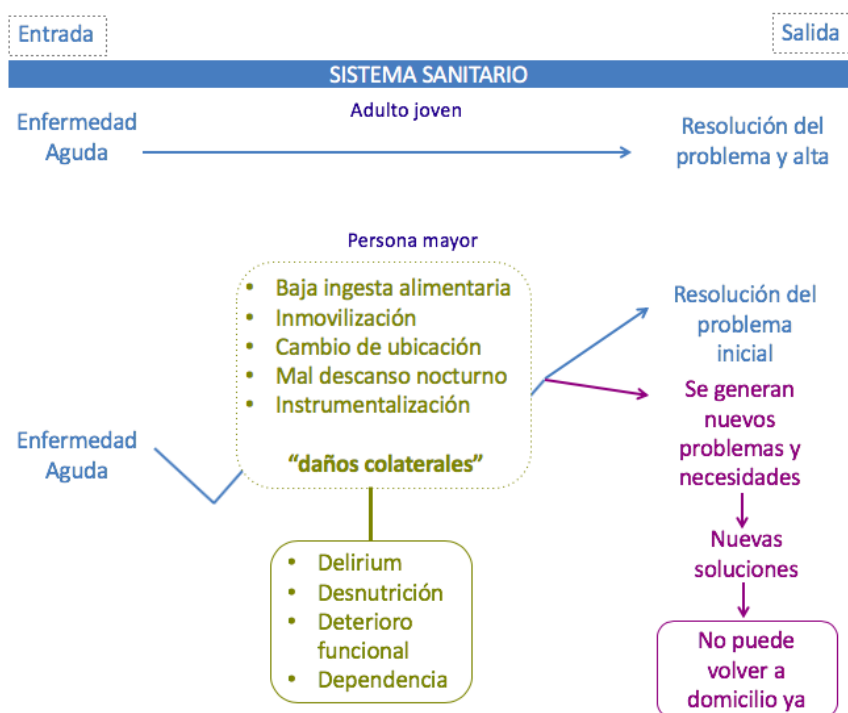 Entrada
Salida
SISTEMA SANITARIO
Adulto joven
Enfermedad
Aguda
Resolución del
problema y alta
Persona mayor
• Baja ingesta alimentaria
• Inmovilización
• Cambio de ubicación
• Mal descanso nocturno
• Instrumentalización
“daños colaterales”
Enfermedad
Aguda
• Delirium
• Desnutrición
• Deterioro
funcional
• Dependencia
Resolución del
problema
inicial
Se generan
nuevos
problemas y
necesidades
Nuevas
soluciones
No puede
volver a
domicilio ya